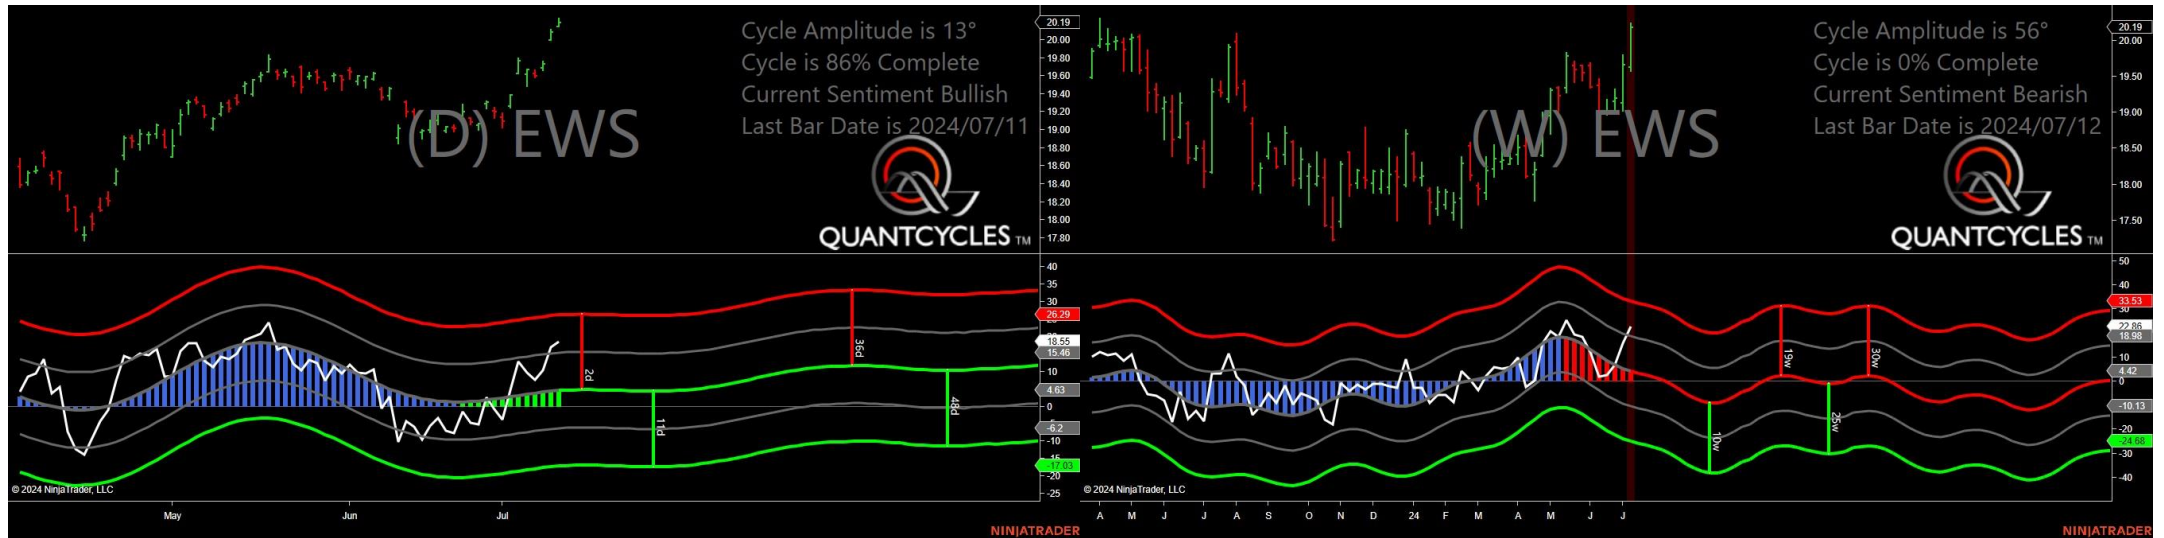 Cycle Amplitude is 13°
Cycle is 86% Complete
Current Sentiment Bullish
Last Bar Date is 2024/07/11
(D) EWS
QUANTCYCLES TM
20.19
20.00
19.80
19.60
19.40
19.20
19.00
18.80
18.60
18.40
18.20
18.00
17.80
40
35
30
26.29
18.55
15.46
10
4.63
0
-6.2
-10
-15
-17.03
-20
-25
2d
11d
36d
48d
© 2024 NinjaTrader, LLC
May
Jun
Jul
NINJATRADER
Cycle Amplitude is 56°
Cycle is 0% Complete
Current Sentiment Bearish
Last Bar Date is 2024/07/12
(W) EWS
QUANTCYCLES TM
20.19
20.00
19.50
19.00
18.50
18.00
17.50
50
40
33.53
30
22.86
18.98
10
4.42
0
-10.13
-20
-24.68
-30
-40
10w
19w
25w
30w
© 2024 NinjaTrader, LLC
A M J J A S O N D 24 F M A M J J
NINJATRADER